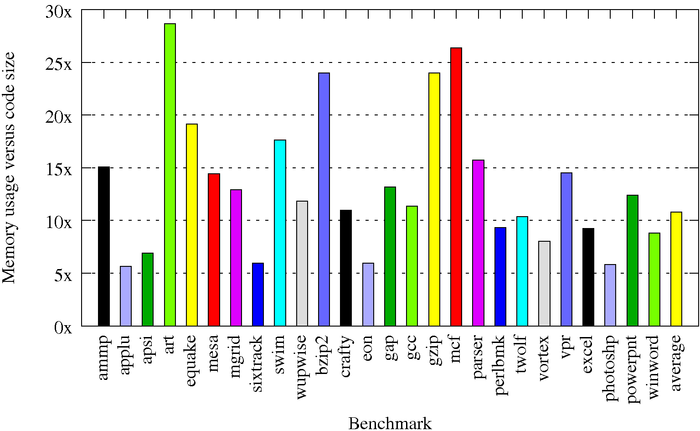 30x
25x
20x
15x
10x
5x
0x
Memory usage versus code size
ammp
applu
apsi
art
equake
mesa
mgrid
sixtrack
swim
wupwise
bzip2
crafty
eon
gap
gcc
gzip
mcf
parser
perlbmk
twolf
vortex
vpr
excel
photoshp
powerpnt
winword
average
Benchmark